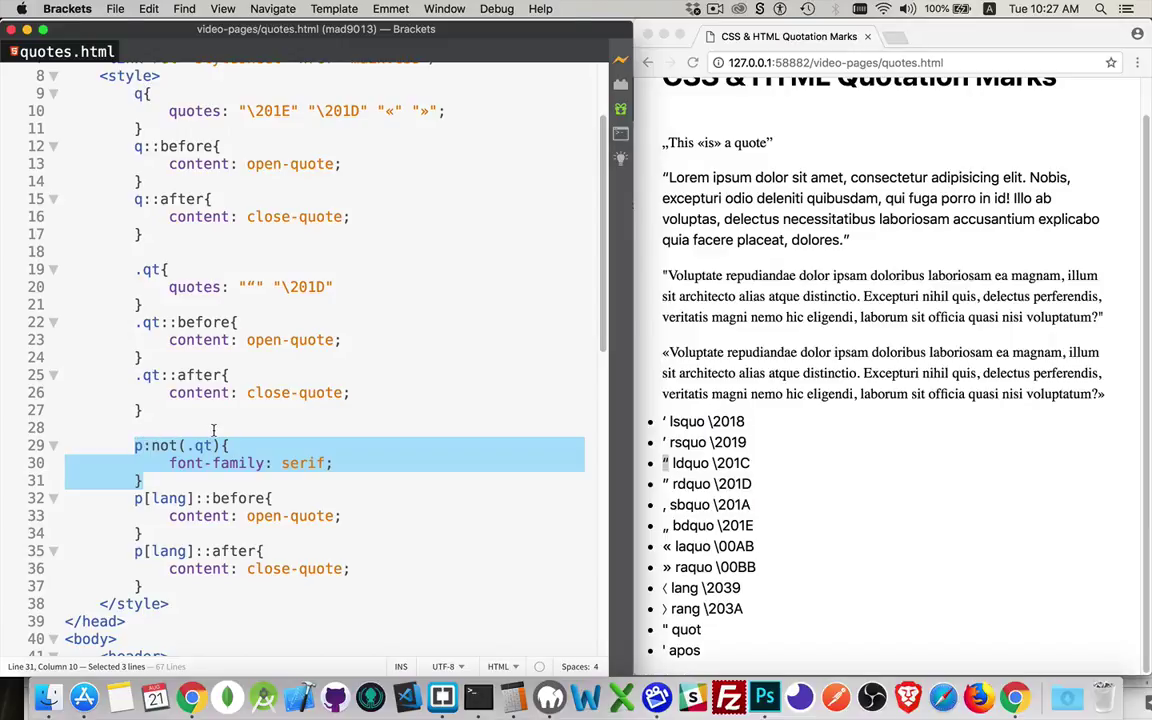 Brackets File Edit Find View Navigate Template Emmet Window Debug Help 100% A Tue 10:27 AM
video-pages/quotes.html (mad9013) — Brackets
quotes.html
8 <style>
9 q{
10 quotes: "\201E" "\201D" "«" "»";
11 }
12 q::before{
13 content: open-quote;
14 }
15 q::after{
16 content: close-quote;
17 }
18
19 .qt{
20 quotes: "“" "\201D"
21 }
22 .qt::before{
23 content: open-quote;
24 }
25 .qt::after{
26 content: close-quote;
27 }
28
29 p:not(.qt){
30 font-family: serif;
31 }
32 p[lang]::before{
33 content: open-quote;
34 }
35 p[lang]::after{
36 content: close-quote;
37 }
38 </style>
39 </head>
40 <body>
Line 31, Column 10 — Selected 3 lines — 67 Lines INS UTF-8 HTML Spaces: 4
CSS & HTML Quotation Marks
127.0.0.1:58882/video-pages/quotes.html
CSS & HTML Quotation Marks
„This «is» a quote”
“Lorem ipsum dolor sit amet, consectetur adipisicing elit. Nobis,
excepturi odio deleniti quibusdam, qui fuga porro in id! Illo ab
voluptas, delectus necessitatibus laboriosam accusantium explicabo
quia facere placeat, dolores.”
"Voluptate repudiandae dolor ipsam doloribus laboriosam ea magnam, illum
sit architecto alias atque distinctio. Excepturi nihil quis, delectus perferendis,
veritatis magni nemo hic eligendi, laborum sit officia quasi nisi voluptatum?"
«Voluptate repudiandae dolor ipsam doloribus laboriosam ea magnam, illum
sit architecto alias atque distinctio. Excepturi nihil quis, delectus perferendis,
veritatis magni nemo hic eligendi, laborum sit officia quasi nisi voluptatum?»
• ‘ lsquo \2018
• ’ rsquo \2019
• “ ldquo \201C
• ” rdquo \201D
• ‚ sbquo \201A
• „ bdquo \201E
• « laquo \00AB
• » raquo \00BB
• 〈 lang \2039
• 〉 rang \203A
• " quot
• ' apos